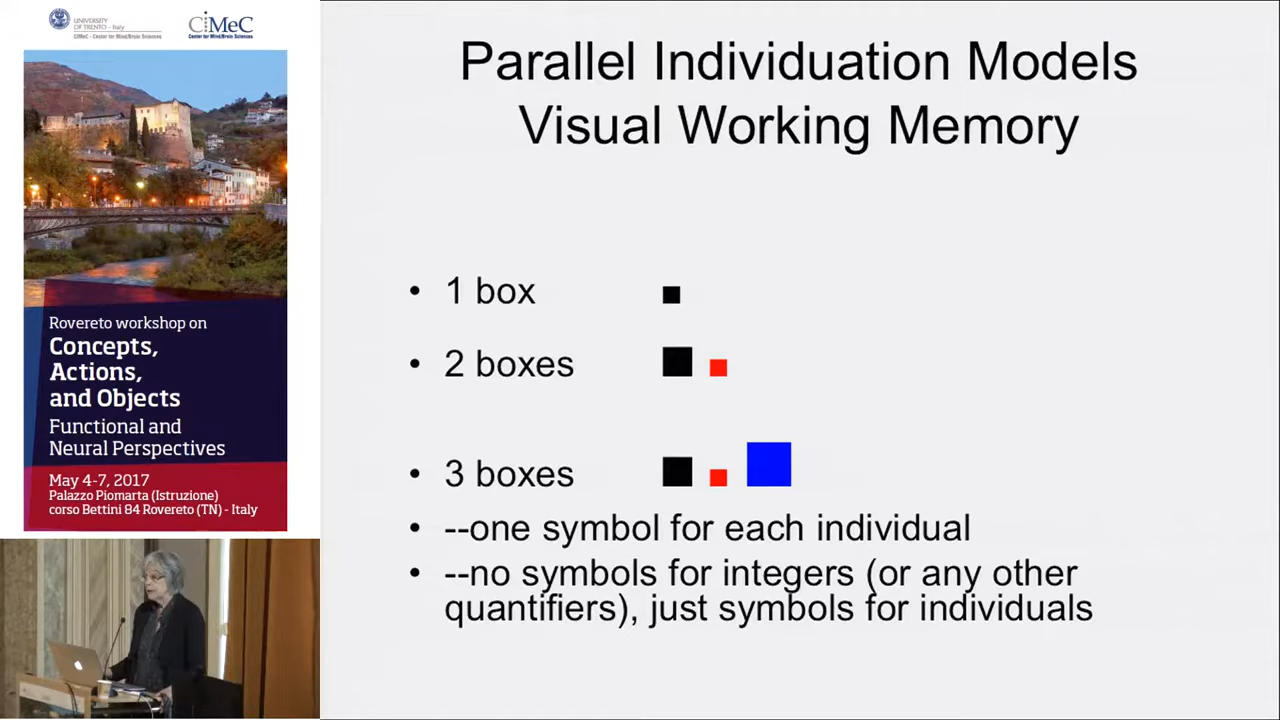 UNIVERSITY
OF TRENTO - Italy
CIMeC - Center for Mind/Brain Sciences
CiMeC
Center for Mind/Brain Sciences
Rovereto workshop on
Concepts,
Actions,
and Objects
Functional and
Neural Perspectives
May 4-7, 2017
Palazzo Piomarta (Istruzione)
corso Bettini 84 Rovereto (TN) - Italy
Parallel Individuation Models
Visual Working Memory
• 1 box
• 2 boxes
• 3 boxes
• --one symbol for each individual
• --no symbols for integers (or any other
quantifiers), just symbols for individuals